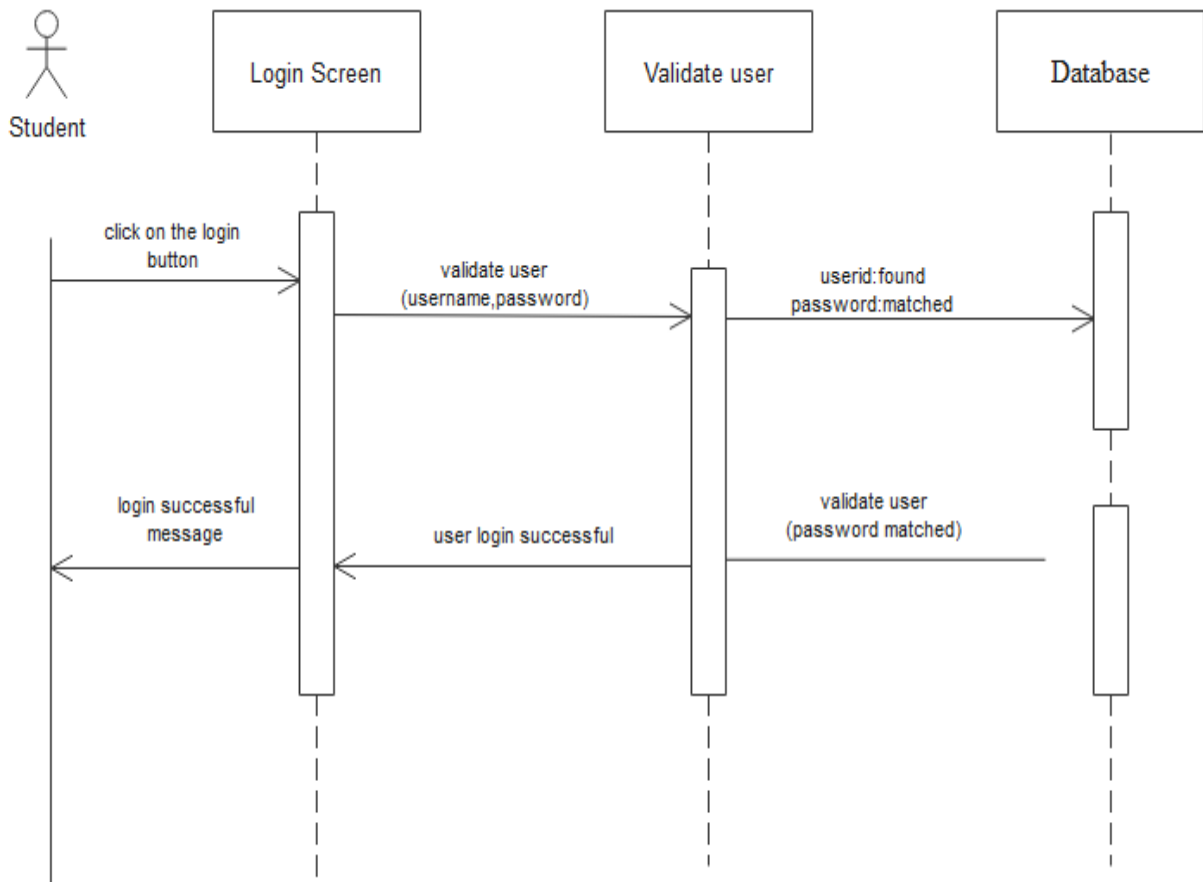 Student
Login Screen
Validate user
Database
click on the login
button
validate user
(username,password)
userid:found
password:matched
validate user
(password matched)
user login successful
login successful
message